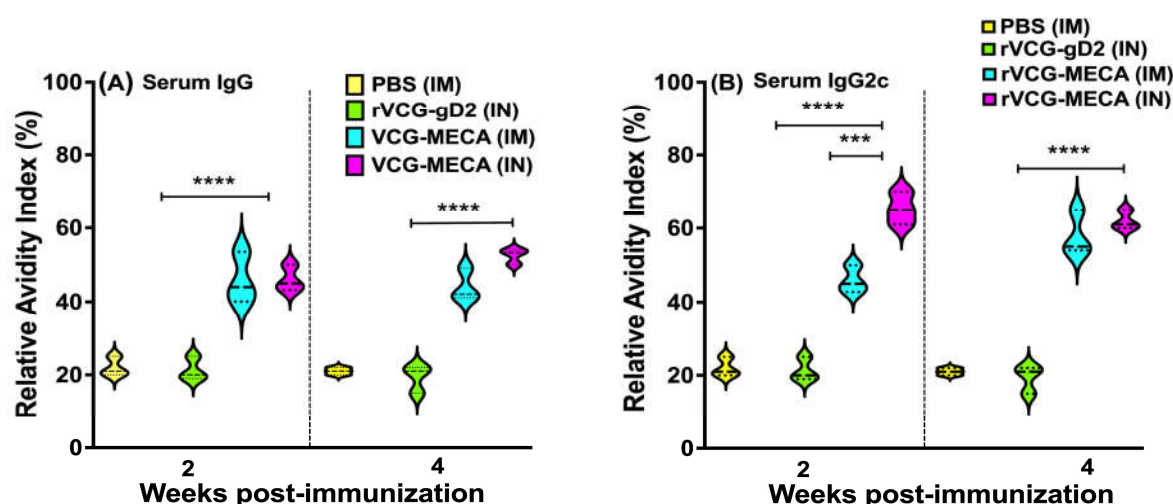 (A) Serum IgG
PBS (IM)
rVCG-gD2 (IN)
VCG-MECA (IM)
VCG-MECA (IN)
Relative Avidity Index (%)
100
80
60
40
20
0
****
****
2
4
Weeks post-immunization
(B) Serum IgG2c
PBS (IM)
rVCG-gD2 (IN)
rVCG-MECA (IM)
rVCG-MECA (IN)
Relative Avidity Index (%)
100
80
60
40
20
0
****
***
****
2
4
Weeks post-immunization